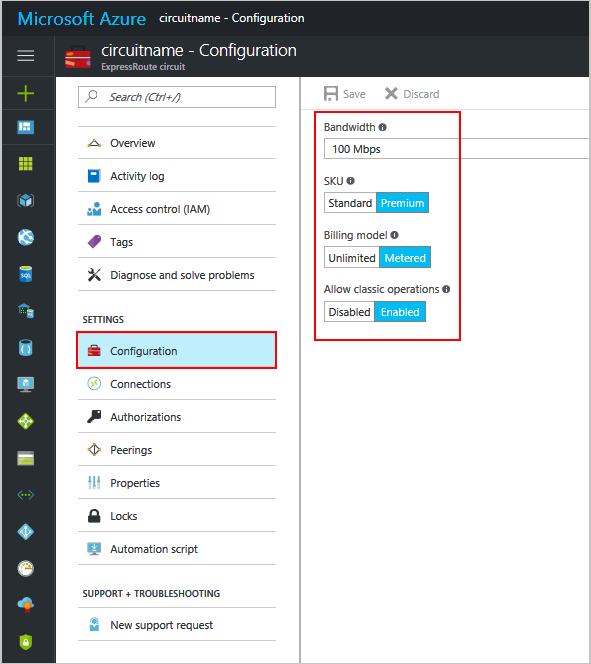 Microsoft Azure circuitname - Configuration
circuitname - Configuration
ExpressRoute circuit
Search (Ctrl+/)
Overview
Activity log
Access control (IAM)
Tags
Diagnose and solve problems
SETTINGS
Configuration
Connections
Authorizations
Peerings
Properties
Locks
Automation script
SUPPORT + TROUBLESHOOTING
New support request
Save Discard
Bandwidth
100 Mbps
SKU
Standard Premium
Billing model
Unlimited Metered
Allow classic operations
Disabled Enabled
SQL